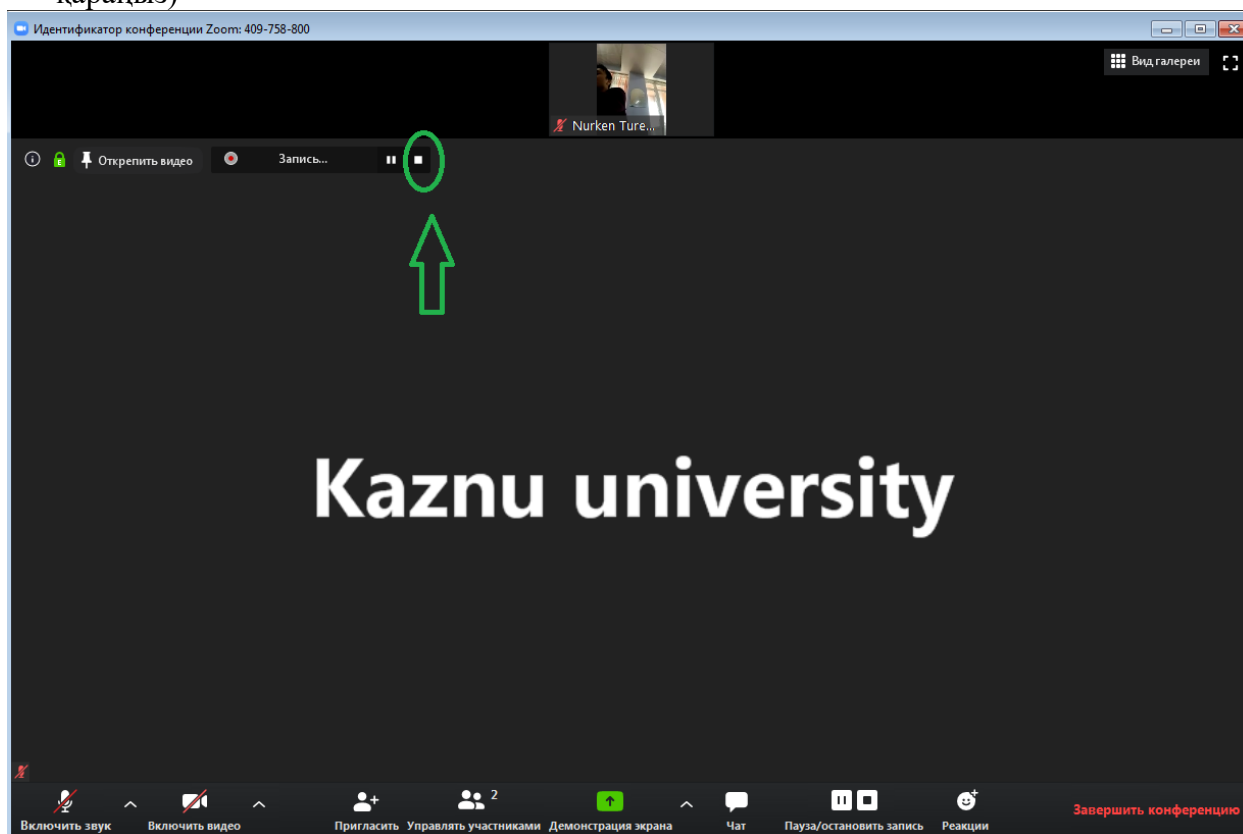 қараңыз)
Идентификатор конференции Zoom: 409-758-800
Вид галереи
Nurken Ture...
Открепить видео
Запись...
Kaznu university
2
Включить звук
Включить видео
Пригласить
Управлять участниками
Демонстрация экрана
Чат
Пауза/остановить запись
Реакции
Завершить конференцию